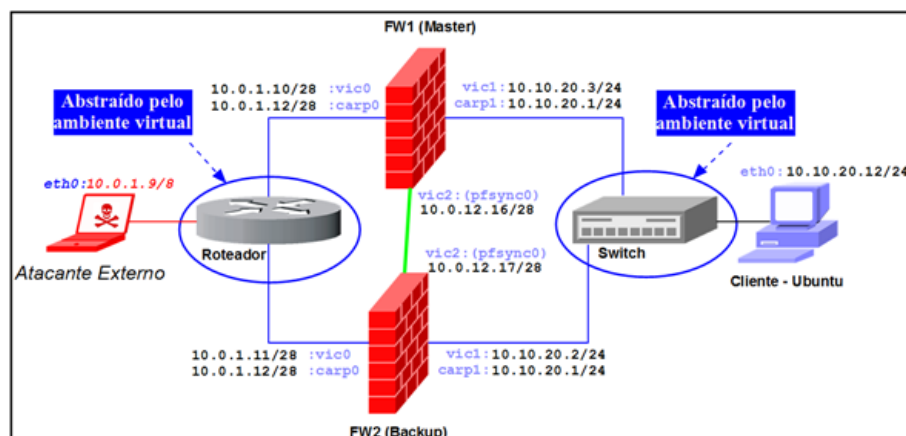 FW1 (Master)
10.0.1.10/28 :vic0
10.0.1.12/28 :carp0
vic1:10.10.20.3/24
carp1:10.10.20.1/24
Abstraído pelo
ambiente virtual
Abstraído pelo
ambiente virtual
eth0:10.0.1.9/8
eth0:10.10.20.12/24
vic2:(pfsync0)
10.0.12.16/28
Roteador
Atacante Externo
vic2:(pfsync0)
10.0.12.17/28
Switch
Cliente - Ubuntu
10.0.1.11/28 :vic0
10.0.1.12/28 :carp0
vic1:10.10.20.2/24
carp1:10.10.20.1/24
FW2 (Backup)